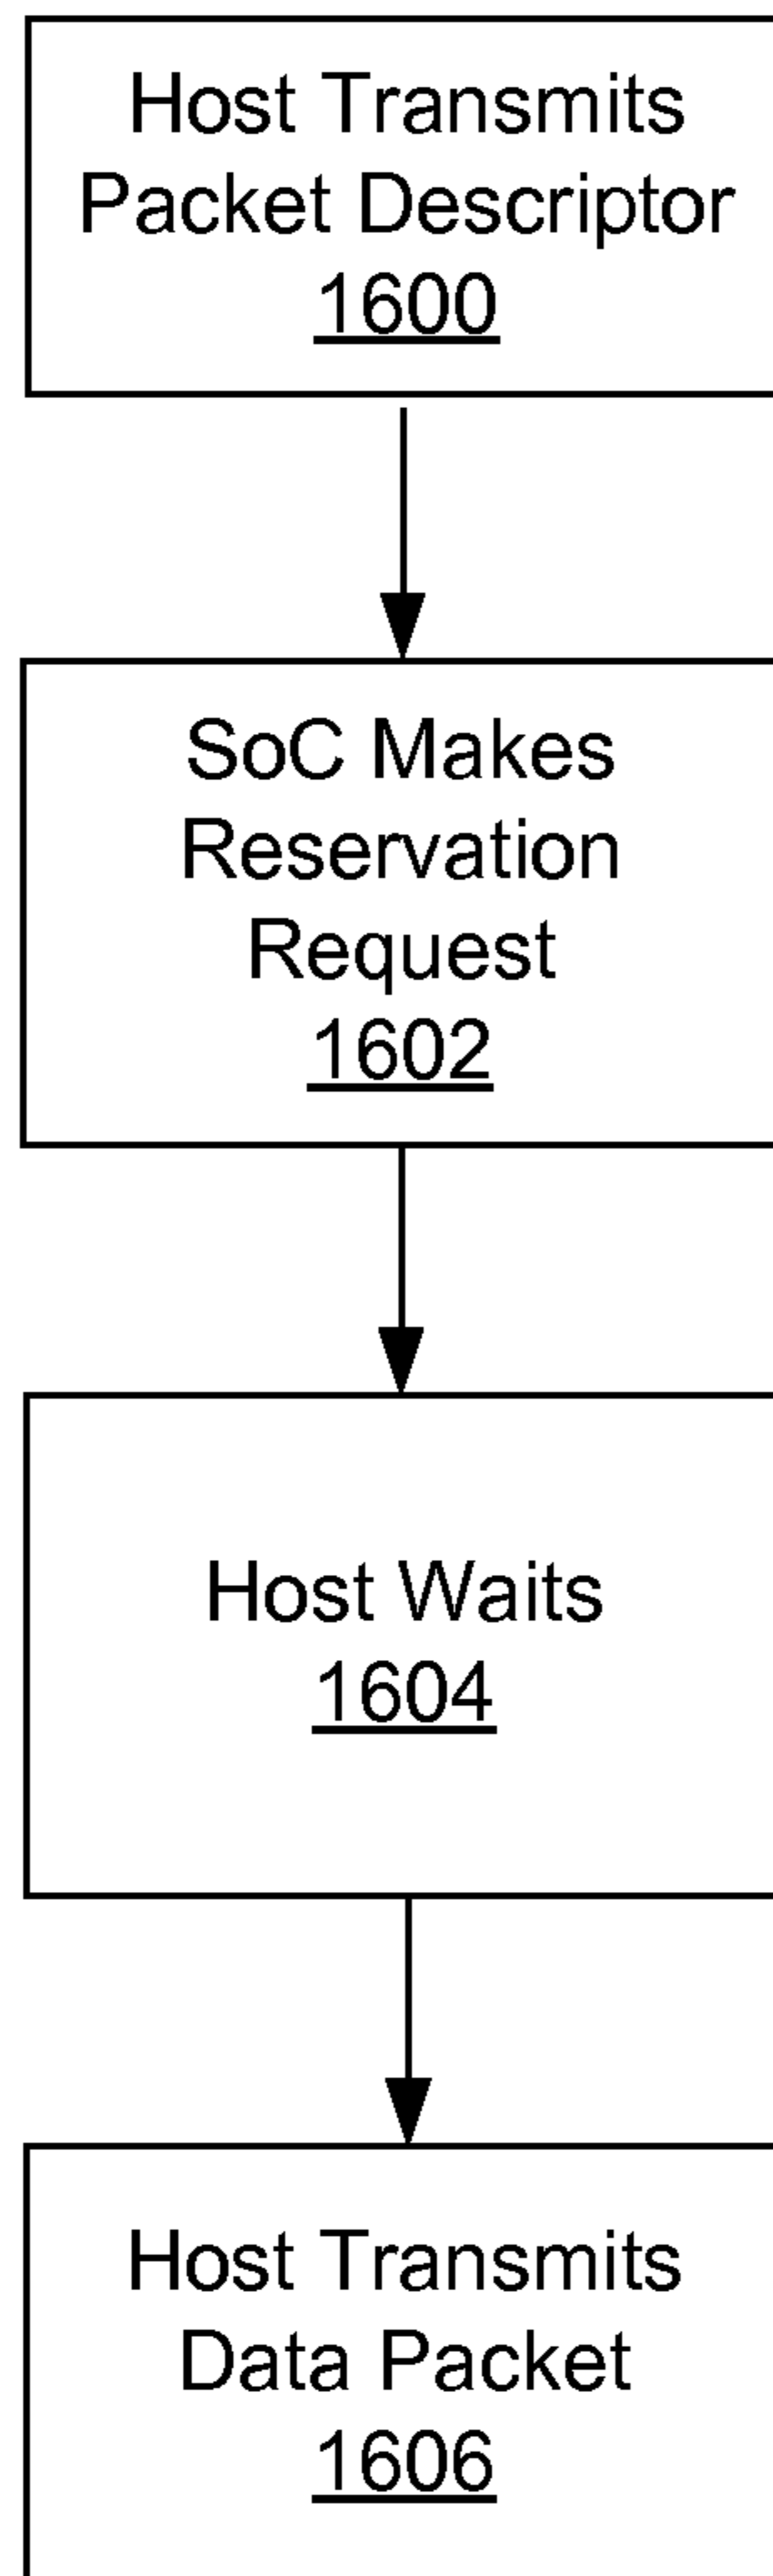 Host Transmits
Packet Descriptor
1600
SoC Makes
Reservation
Request
1602
Host Waits
1604
Host Transmits
Data Packet
1606